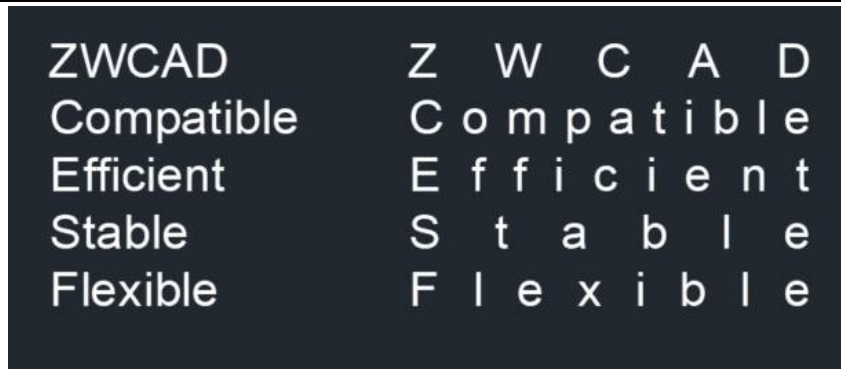 ZWCAD Z W C A D
Compatible C o m p a t i b l e
Efficient E f f i c i e n t
Stable S t a b l e
Flexible F l e x i b l e